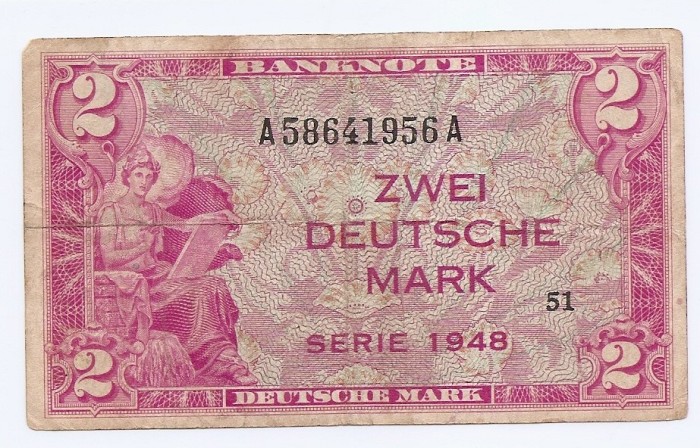 2 BANKNOTE 2
A58641956A
ZWEI
DEUTSCHE
MARK
51
SERIE 1948
2 DEUTSCHE MARK 2